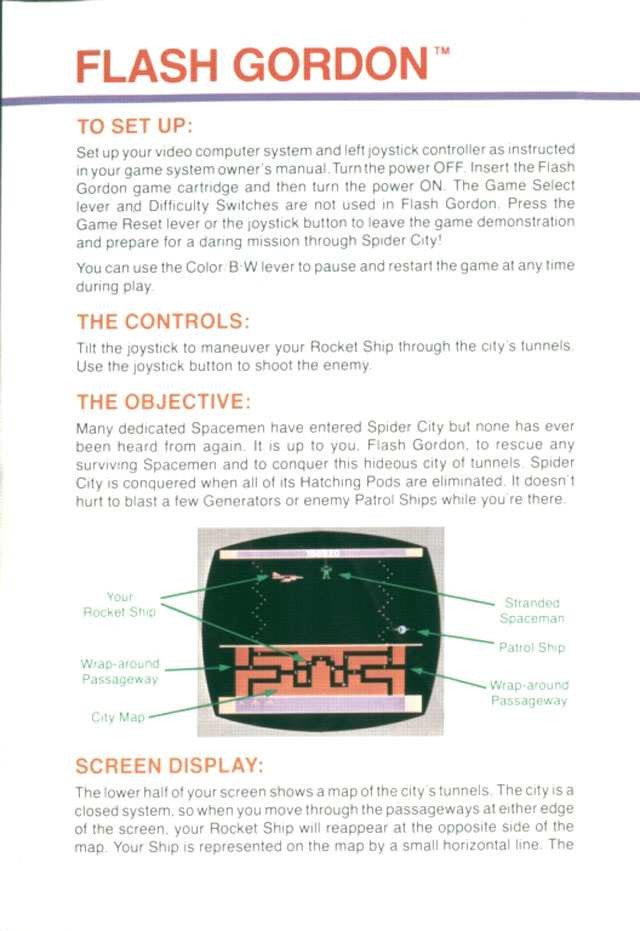 FLASH GORDON™
TO SET UP:
Set up your video computer system and left joystick controller as instructed
in your game system owner's manual. Turn the power OFF. Insert the Flash
Gordon game cartridge and then turn the power ON. The Game Select
lever and Difficulty Switches are not used in Flash Gordon. Press the
Game Reset lever or the joystick button to leave the game demonstration
and prepare for a daring mission through Spider City!
You can use the Color B-W lever to pause and restart the game at any time
during play.
THE CONTROLS:
Tilt the joystick to maneuver your Rocket Ship through the city's tunnels.
Use the joystick button to shoot the enemy.
THE OBJECTIVE:
Many dedicated Spacemen have entered Spider City but none has ever
been heard from again. It is up to you, Flash Gordon, to rescue any
surviving Spacemen and to conquer this hideous city of tunnels. Spider
City is conquered when all of its Hatching Pods are eliminated. It doesn't
hurt to blast a few Generators or enemy Patrol Ships while you're there.
Your
Rocket Ship
Wrap-around
Passageway
City Map
Stranded
Spaceman
Patrol Ship
Wrap-around
Passageway
SCREEN DISPLAY:
The lower half of your screen shows a map of the city's tunnels. The city is a
closed system, so when you move through the passageways at either edge
of the screen, your Rocket Ship will reappear at the opposite side of the
map. Your Ship is represented on the map by a small horizontal line. The